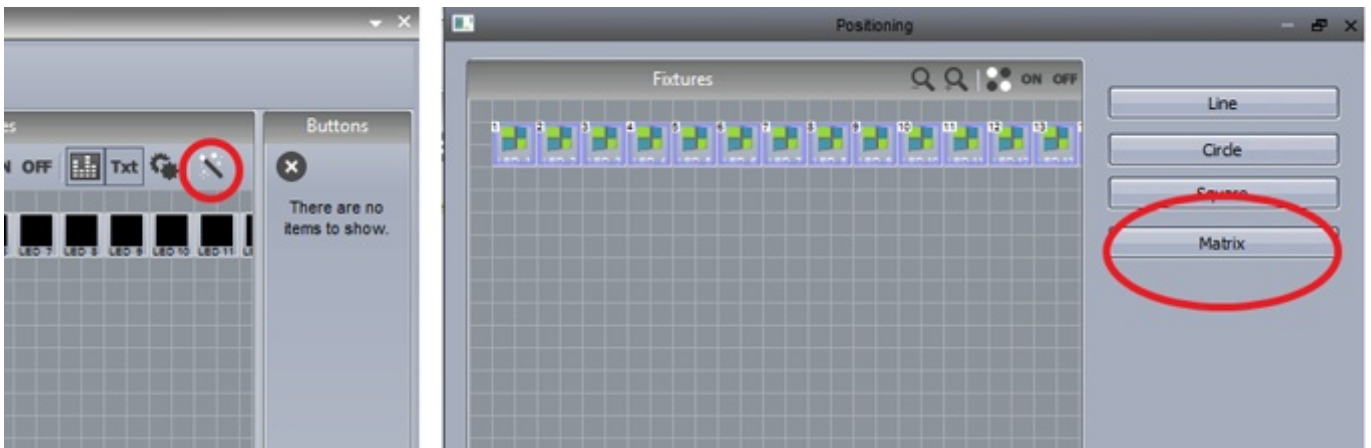 es
Buttons
N OFF Txt
There are no
items to show.
LED 7 LED 8 LED 9 LED 10 LED 11
Positioning
Fixtures
ON OFF
1 2 3 4 5 6 7 8 9 10 11 12 13
Line
Circle
Square
Matrix